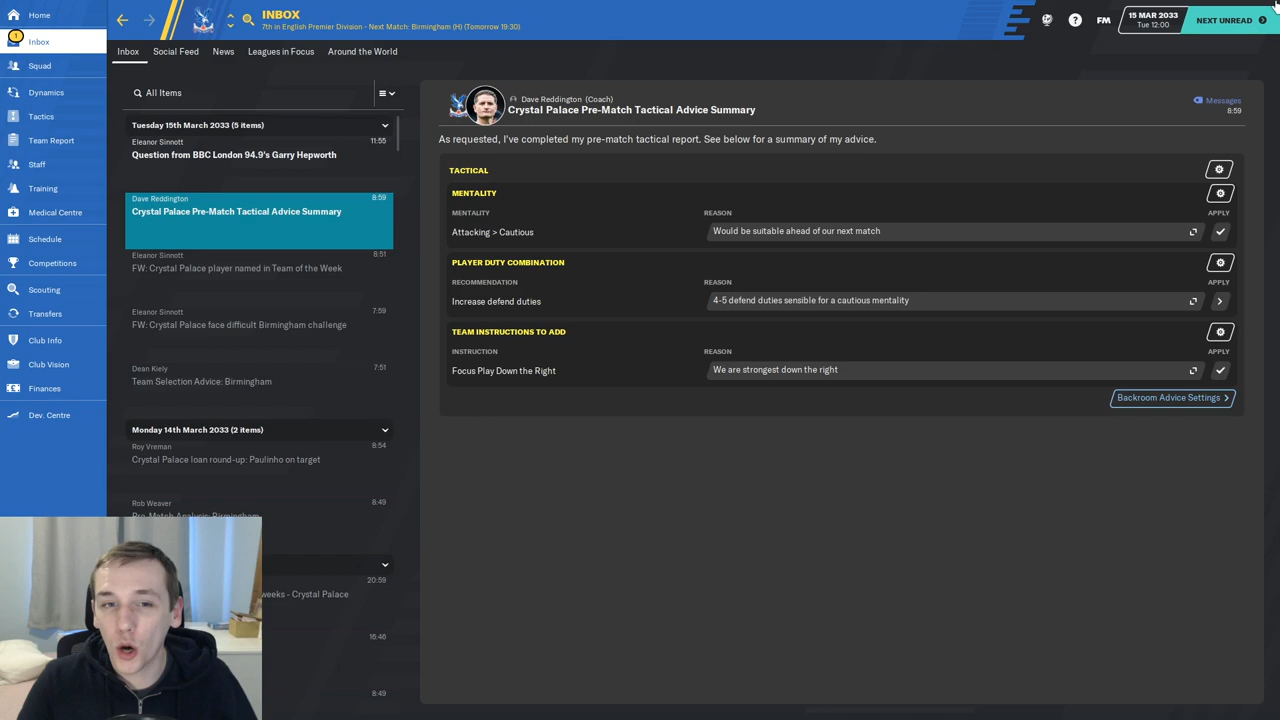 Home
INBOX
7th in English Premier Division - Next Match: Birmingham (H) (Tomorrow 19:30)
FM
15 MAR 2033
Tue 12:00
NEXT UNREAD
1
Inbox
Squad
Dynamics
Tactics
Team Report
Staff
Training
Medical Centre
Schedule
Competitions
Scouting
Transfers
Club Info
Club Vision
Finances
Dev. Centre
Inbox
Social Feed
News
Leagues in Focus
Around the World
All Items
Tuesday 15th March 2033 (5 items)
Eleanor Sinnott
11:55
Question from BBC London 94.9's Garry Hepworth
Dave Reddington
8:59
Crystal Palace Pre-Match Tactical Advice Summary
Eleanor Sinnott
8:51
FW: Crystal Palace player named in Team of the Week
Eleanor Sinnott
7:59
FW: Crystal Palace face difficult Birmingham challenge
Dean Kiely
7:51
Team Selection Advice: Birmingham
Monday 14th March 2033 (2 items)
Roy Vreman
8:54
Crystal Palace loan round-up: Paulinho on target
Rob Weaver
8:49
Pre-Match Analysis: Birmingham
20:59
weeks - Crystal Palace
16:46
8:49
Dave Reddington (Coach)
Crystal Palace Pre-Match Tactical Advice Summary
Messages
8:59
As requested, I've completed my pre-match tactical report. See below for a summary of my advice.
TACTICAL
MENTALITY
MENTALITY
REASON
APPLY
Attacking > Cautious
Would be suitable ahead of our next match
PLAYER DUTY COMBINATION
RECOMMENDATION
REASON
APPLY
Increase defend duties
4-5 defend duties sensible for a cautious mentality
TEAM INSTRUCTIONS TO ADD
INSTRUCTION
REASON
APPLY
Focus Play Down the Right
We are strongest down the right
Backroom Advice Settings